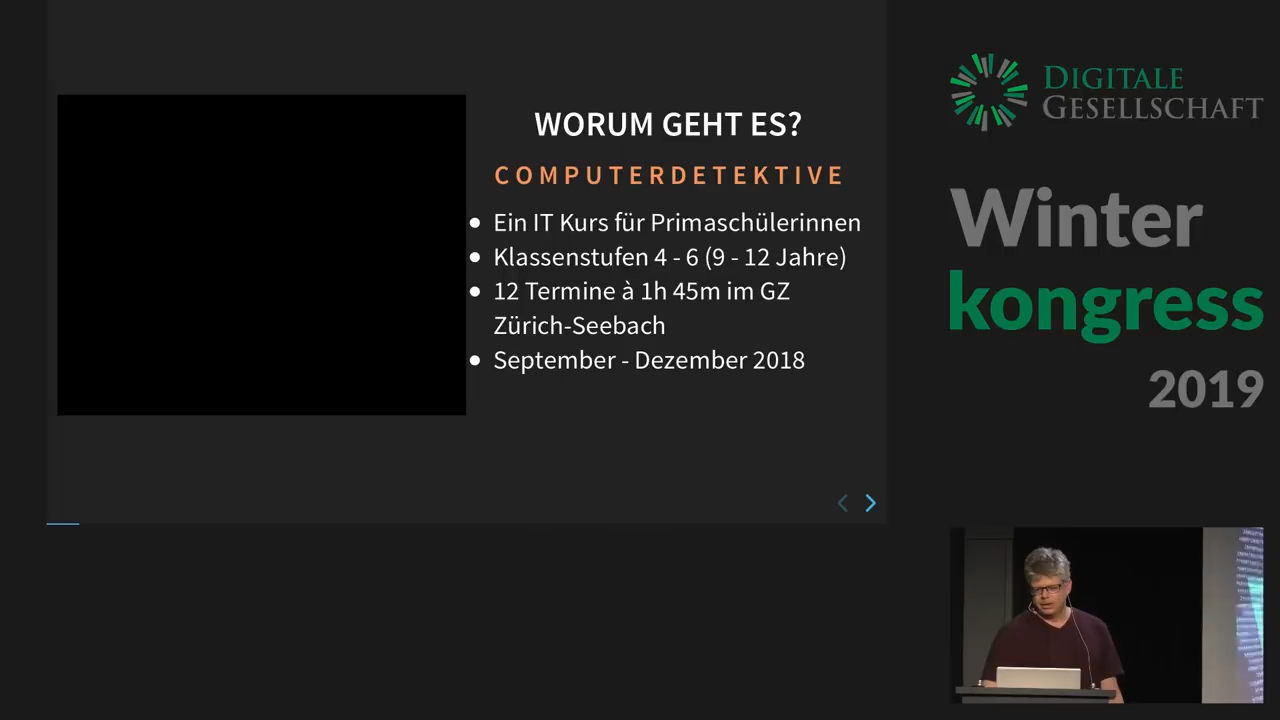 WORUM GEHT ES?
COMPUTERDETEKTIVE
Ein IT Kurs für Primaschülerinnen
Klassenstufen 4 - 6 (9 - 12 Jahre)
12 Termine à 1h 45m im GZ
Zürich-Seebach
September - Dezember 2018
DIGITALE
GESELLSCHAFT
Winter
kongress
2019